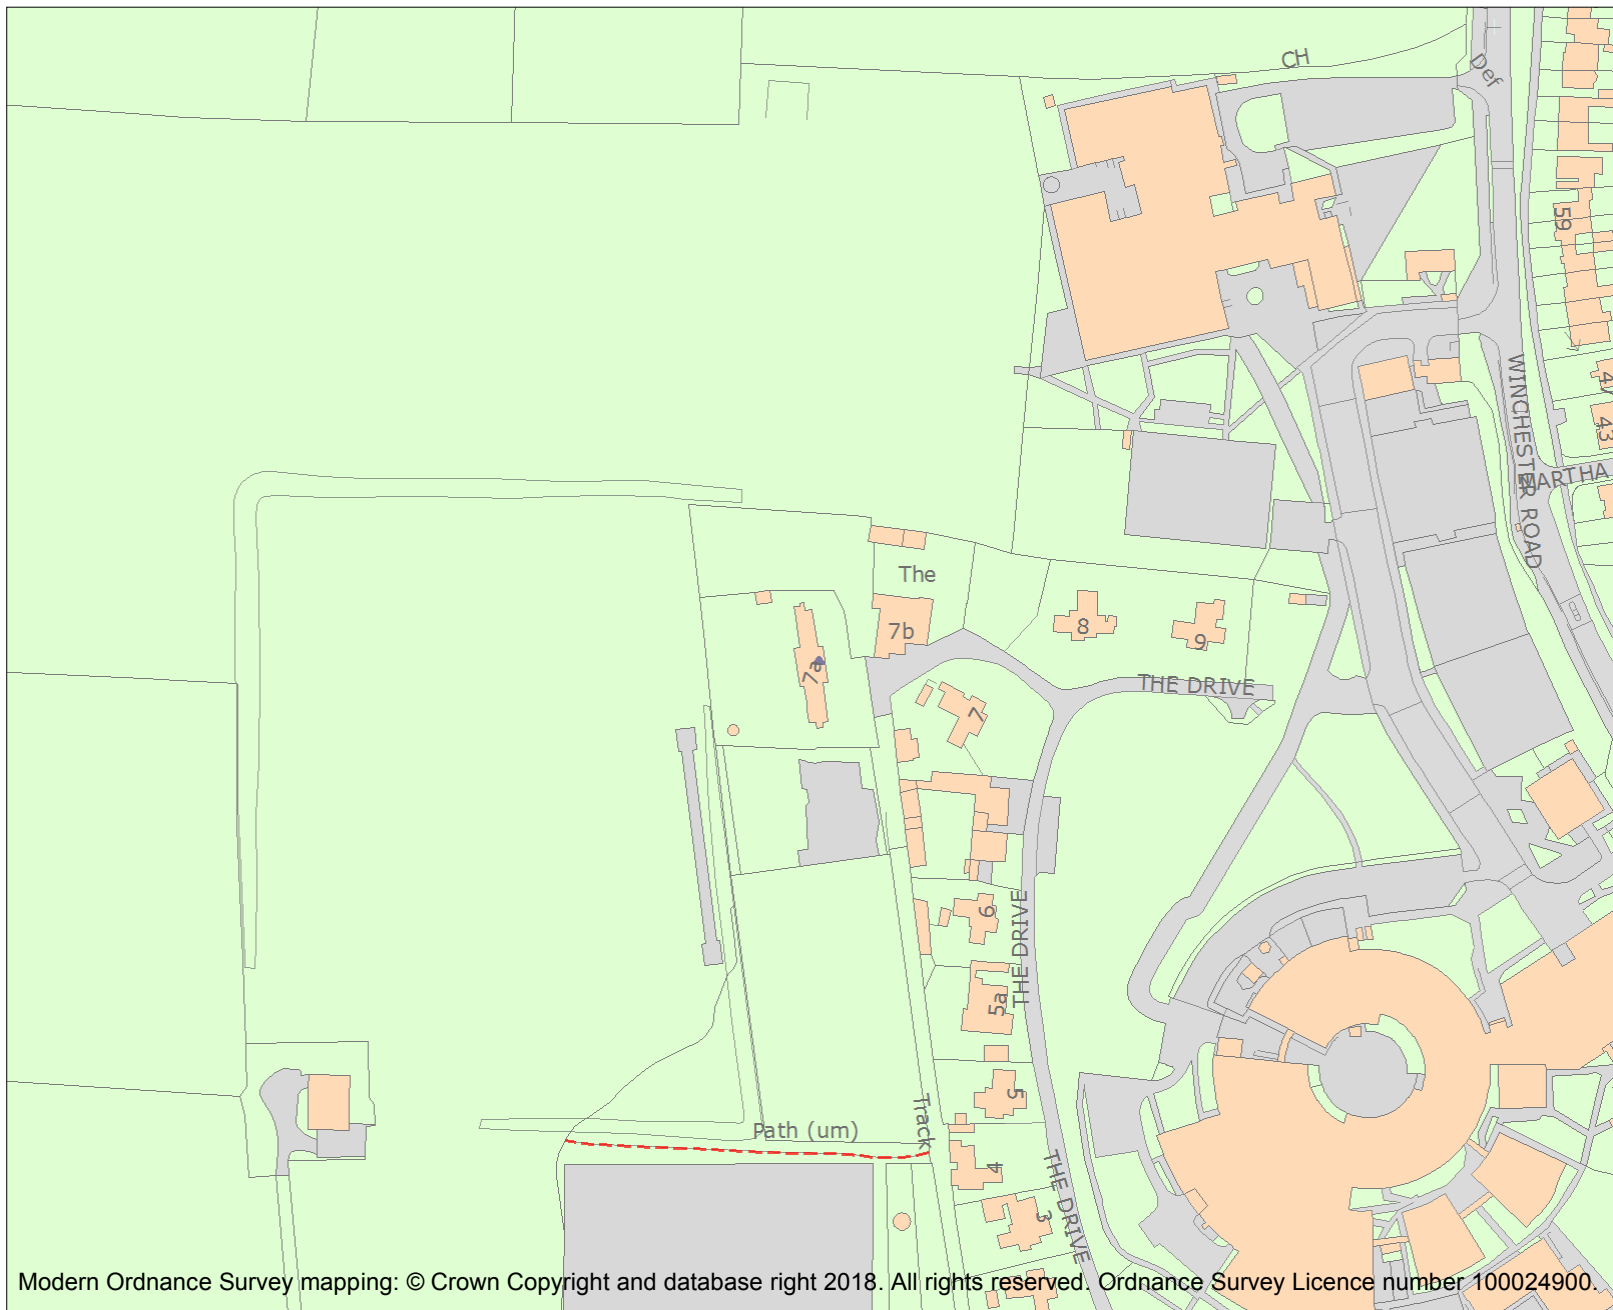 CH
Def
59
WINCHESTER ROAD
47
43
MARTHA
The
7b
8
9
7a
THE DRIVE
7
6
THE DRIVE
5a
5
Track
Path (um)
4
THE DRIVE
3
Modern Ordnance Survey mapping: © Crown Copyright and database right 2018. All rights reserved. Ordnance Survey Licence number 100024900.